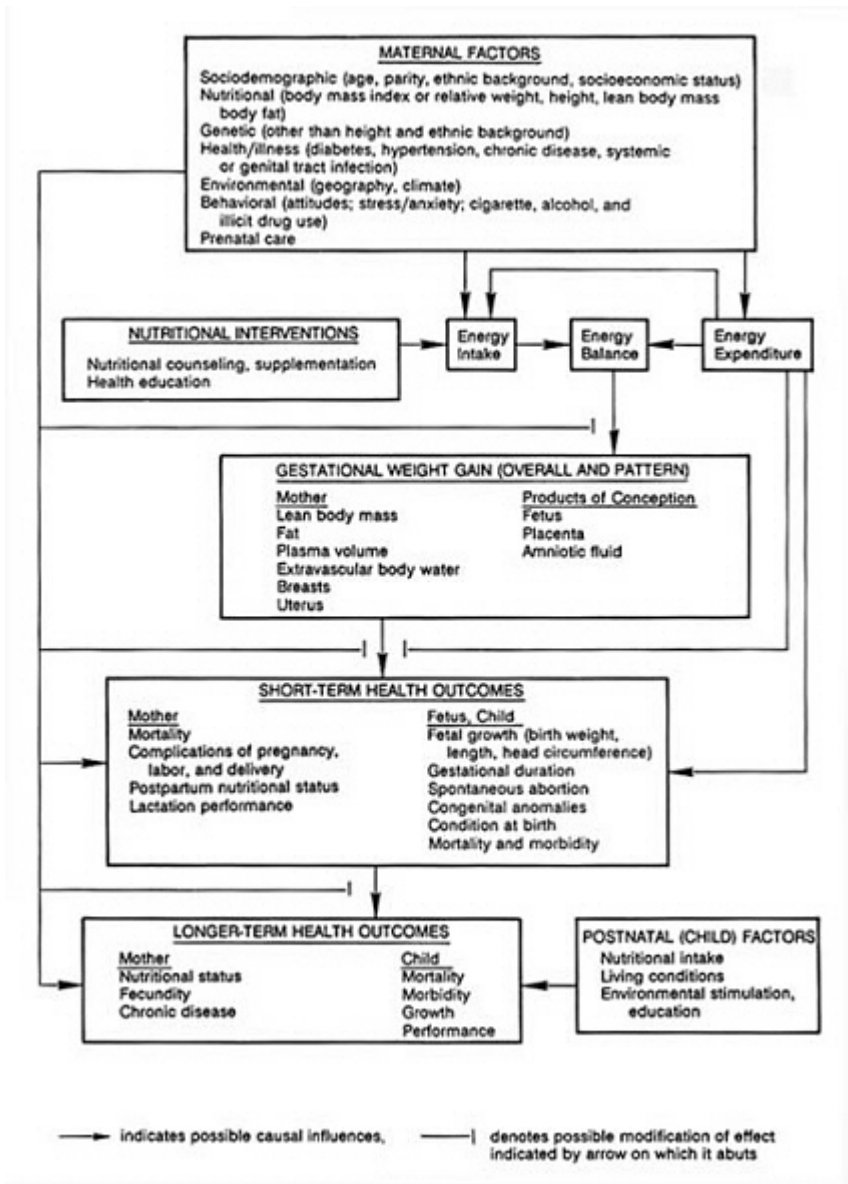 MATERNAL FACTORS
Sociodemographic (age, parity, ethnic background, socioeconomic status)
Nutritional (body mass index or relative weight, height, lean body mass
body fat)
Genetic (other than height and ethnic background)
Health/illness (diabetes, hypertension, chronic disease, systemic
or genital tract infection)
Environmental (geography, climate)
Behavioral (attitudes; stress/anxiety; cigarette, alcohol, and
illicit drug use)
Prenatal care
NUTRITIONAL INTERVENTIONS
Nutritional counseling, supplementation
Health education
Energy
Intake
Energy
Balance
Energy
Expenditure
GESTATIONAL WEIGHT GAIN (OVERALL AND PATTERN)
Mother
Lean body mass
Fat
Plasma volume
Extravascular body water
Breasts
Uterus
Products of Conception
Fetus
Placenta
Amniotic fluid
SHORT-TERM HEALTH OUTCOMES
Mother
Mortality
Complications of pregnancy,
labor, and delivery
Postpartum nutritional status
Lactation performance
Fetus, Child
Fetal growth (birth weight,
length, head circumference)
Gestational duration
Spontaneous abortion
Congenital anomalies
Condition at birth
Mortality and morbidity
LONGER-TERM HEALTH OUTCOMES
Mother
Nutritional status
Fecundity
Chronic disease
Child
Mortality
Morbidity
Growth
Performance
POSTNATAL (CHILD) FACTORS
Nutritional intake
Living conditions
Environmental stimulation,
education
indicates possible causal influences,
denotes possible modification of effect
indicated by arrow on which it abuts